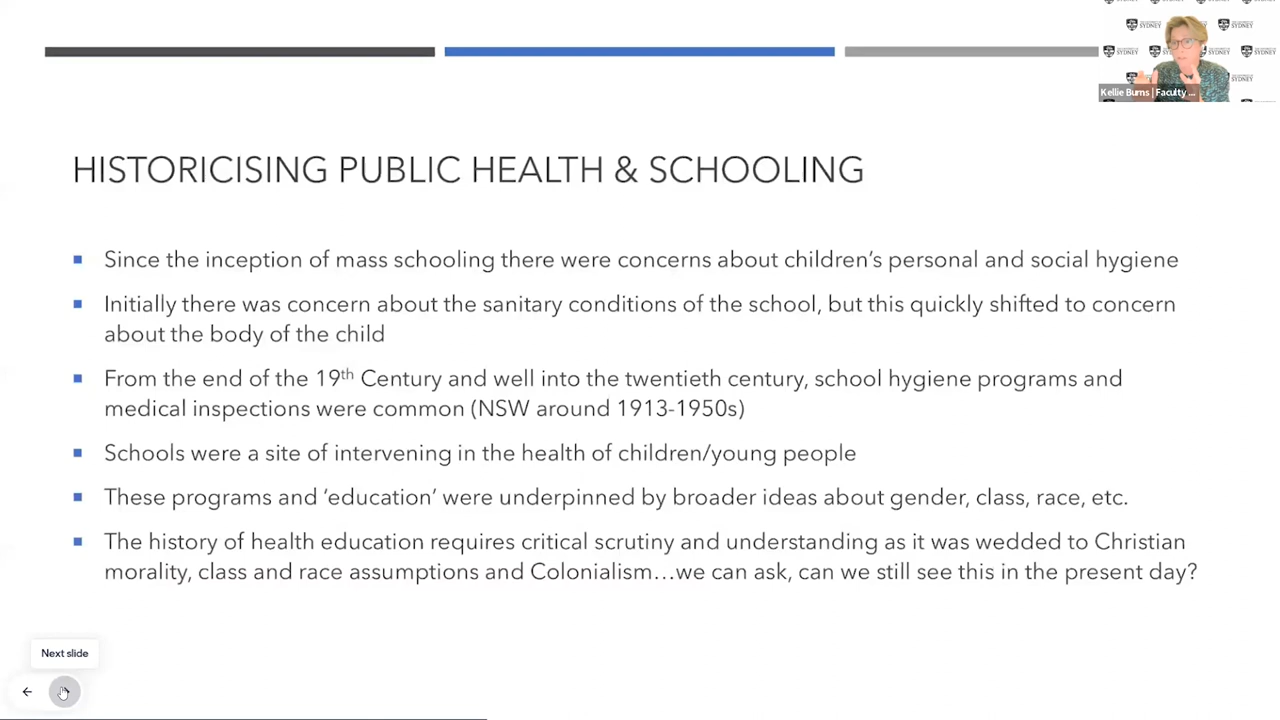 SYDNEY
SYDNEY
SYDNEY
SYDNEY
Kellie Burns | Faculty ...
HISTORICISING PUBLIC HEALTH & SCHOOLING
Since the inception of mass schooling there were concerns about children’s personal and social hygiene
Initially there was concern about the sanitary conditions of the school, but this quickly shifted to concern
about the body of the child
From the end of the 19th Century and well into the twentieth century, school hygiene programs and
medical inspections were common (NSW around 1913-1950s)
Schools were a site of intervening in the health of children/young people
These programs and ‘education’ were underpinned by broader ideas about gender, class, race, etc.
The history of health education requires critical scrutiny and understanding as it was wedded to Christian
morality, class and race assumptions and Colonialism…we can ask, can we still see this in the present day?
Next slide